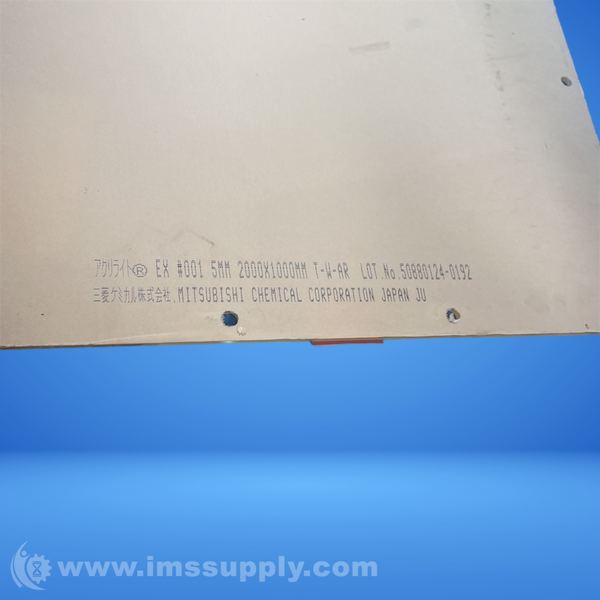 アクリライト® EX #001 5MM 2000X1000MM T-W-AR LOT.No.50880124-0192
三菱ケミカル株式会社.MITSUBISHI CHEMICAL CORPORATION JAPAN JU
www.imssupply.com